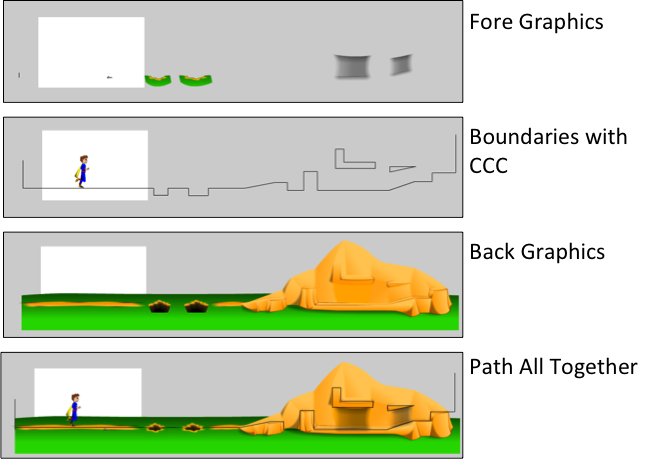 Fore Graphics
Boundaries with
CCC
Back Graphics
Path All Together